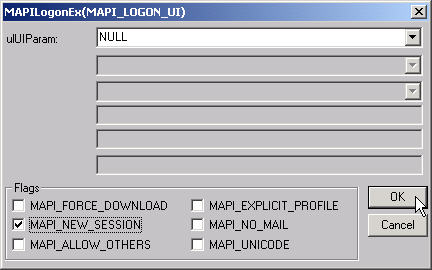 MAPILogonEx(MAPI_LOGON_UI)
ulUIParam: NULL
Flags
MAPI_FORCE_DOWNLOAD MAPI_EXPLICIT_PROFILE
MAPI_NEW_SESSION MAPI_NO_MAIL
MAPI_ALLOW_OTHERS MAPI_UNICODE
OK
Cancel